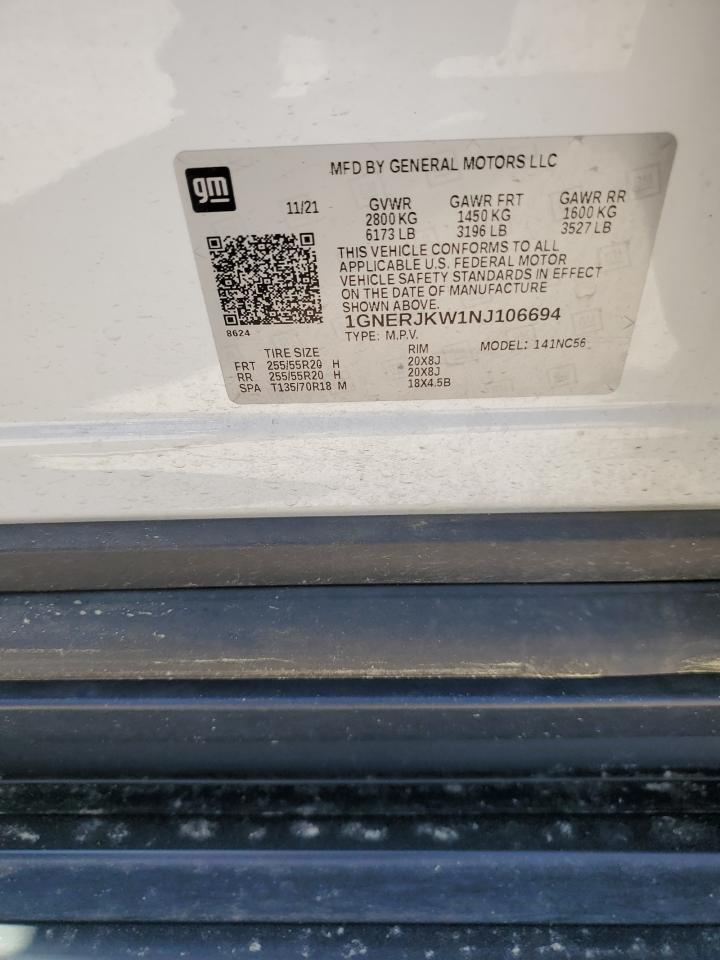 gm
MFD BY GENERAL MOTORS LLC
11/21 GVWR GAWR FRT GAWR RR
2800 KG 1450 KG 1600 KG
6173 LB 3196 LB 3527 LB
THIS VEHICLE CONFORMS TO ALL
APPLICABLE U.S. FEDERAL MOTOR
VEHICLE SAFETY STANDARDS IN EFFECT
ON THE DATE OF MANUFACTURE
SHOWN ABOVE.
1GNERJKW1NJ106694
8624
TYPE: M.P.V. MODEL: 141NC56
TIRE SIZE RIM
FRT 255/55R20 H 20X8J
RR 255/55R20 H 20X8J
SPA T135/70R18 M 18X4.5B